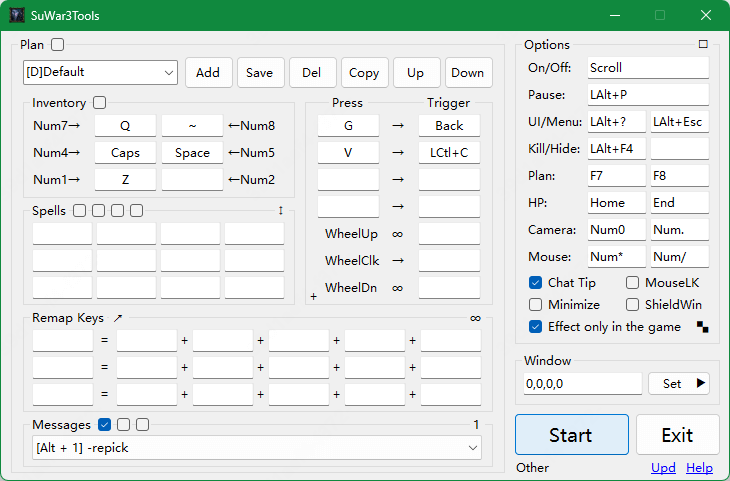 SuWar3Tools
Plan
[D]Default Add Save Del Copy Up Down
Inventory
Num7→ Q ~ ←Num8
Num4→ Caps Space ←Num5
Num1→ Z ←Num2
Press Trigger
G → Back
V → LCtl+C
→
→
WheelUp ∞
WheelClk →
WheelDn ∞
+
Spells ↕
Remap Keys ↗ ∞
= + + + +
= + + + +
= + + + +
Messages 1
[Alt + 1] -repick
Options
On/Off: Scroll
Pause: LAlt+P
UI/Menu: LAlt+? LAlt+Esc
Kill/Hide: LAlt+F4
Plan: F7 F8
HP: Home End
Camera: Num0 Num.
Mouse: Num* Num/
Chat Tip MouseLK
Minimize ShieldWin
Effect only in the game
Window
0,0,0,0 Set ▶
Start Exit
Other Upd Help